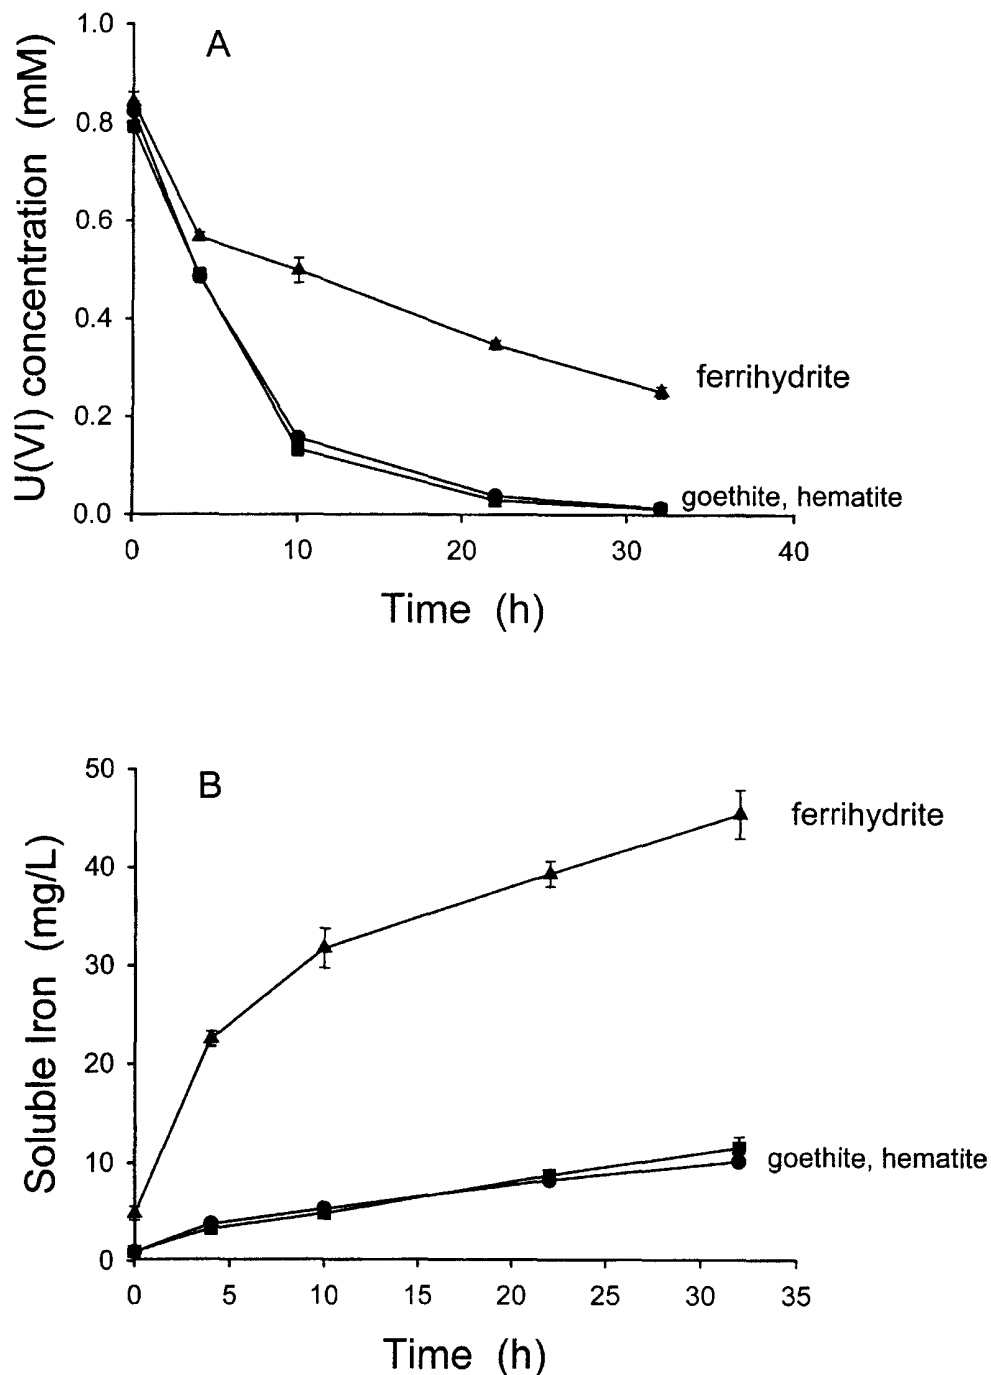 A
U(VI) concentration (mM)
1.0
0.8
0.6
0.4
0.2
0.0
ferrihydrite
goethite, hematite
0 10 20 30 40
Time (h)
B
Soluble Iron (mg/L)
50
40
30
20
10
0
ferrihydrite
goethite, hematite
0 5 10 15 20 25 30 35
Time (h)